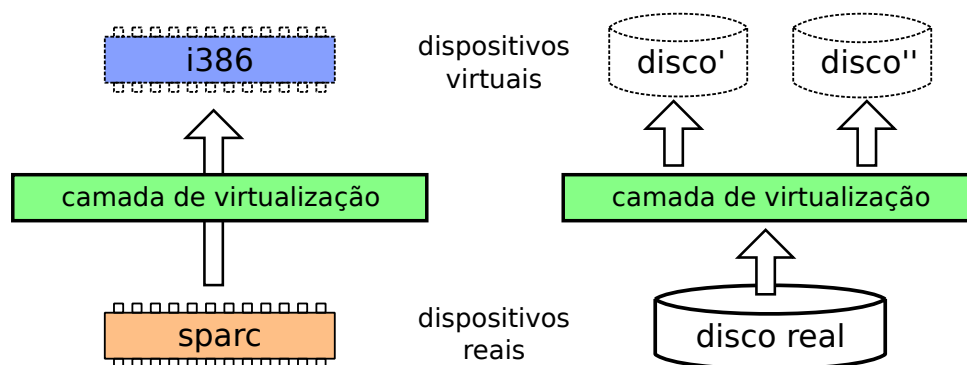 i386
dispositivos
virtuais
disco'
disco''
camada de virtualização
camada de virtualização
sparc
dispositivos
reais
disco real